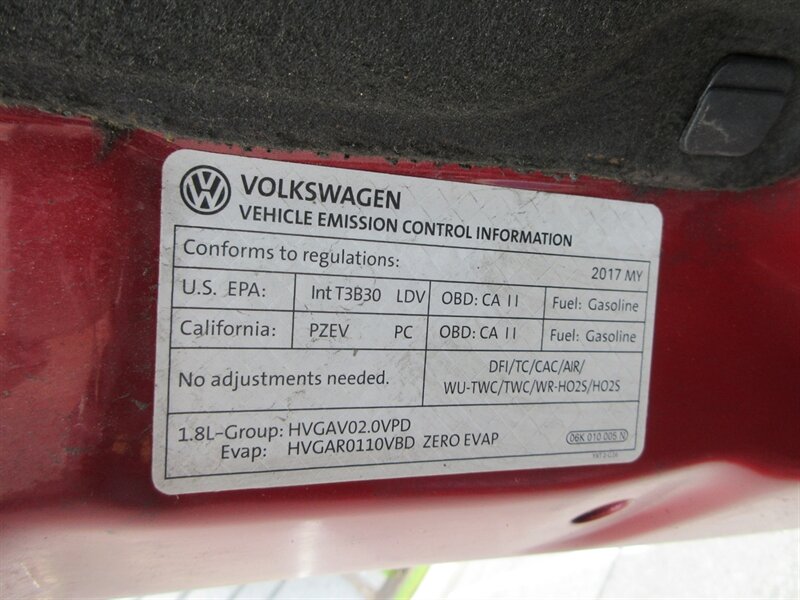 VOLKSWAGEN
VEHICLE EMISSION CONTROL INFORMATION
Conforms to regulations: 2017 MY
U.S. EPA: Int T3B30 LDV OBD: CA II Fuel: Gasoline
California: PZEV PC OBD: CA II Fuel: Gasoline
No adjustments needed.
DFI/TC/CAC/AIR/
WU-TWC/TWC/WR-HO2S/HO2S
1.8L-Group: HVGAV02.0VPD
Evap: HVGAR0110VBD ZERO EVAP
06K 010 005 N